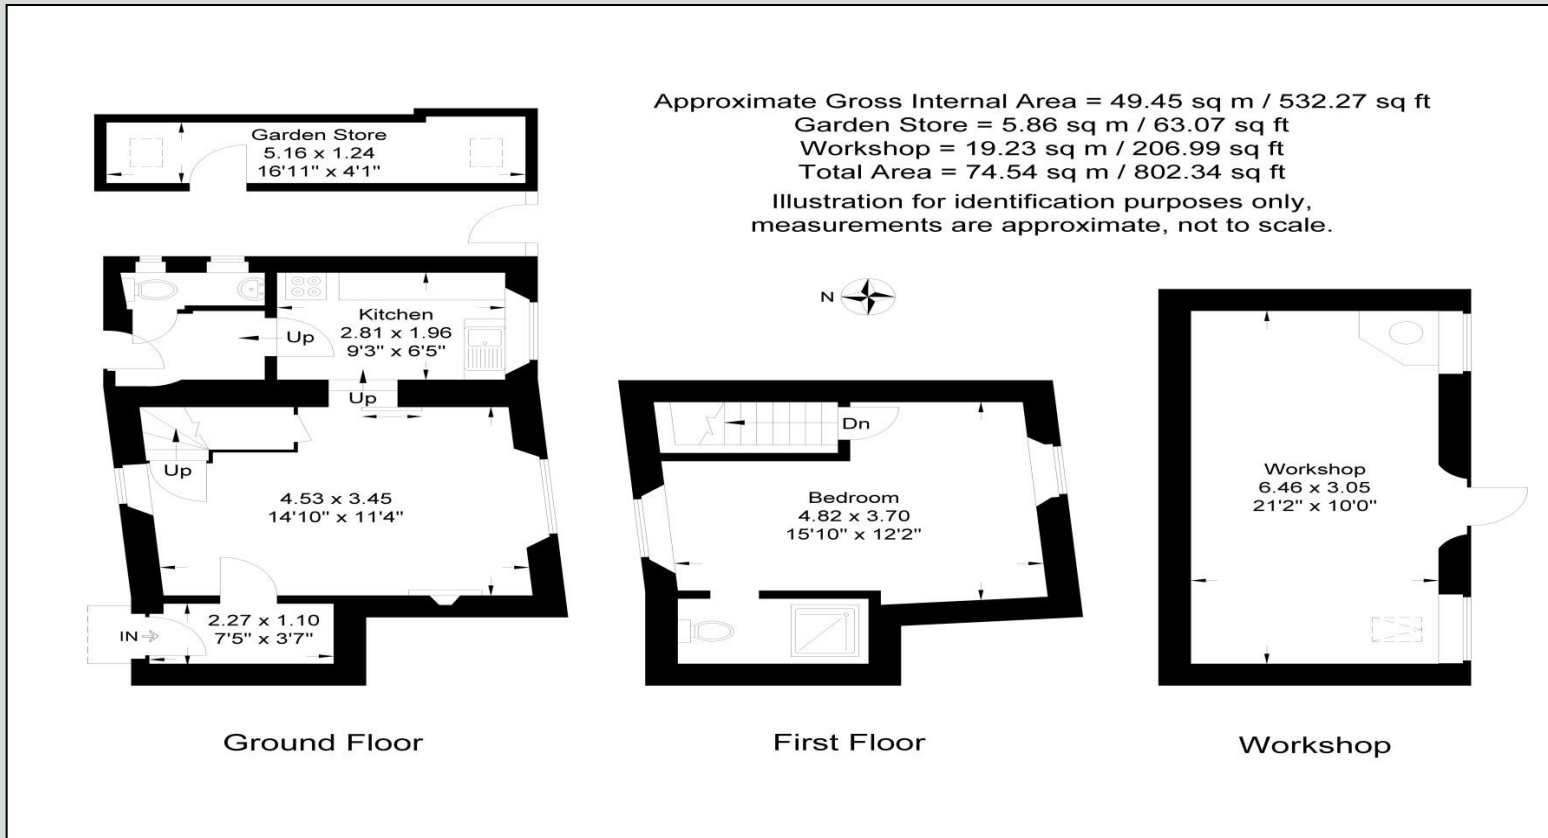 Approximate Gross Internal Area = 49.45 sq m / 532.27 sq ft
Garden Store = 5.86 sq m / 63.07 sq ft
Workshop = 19.23 sq m / 206.99 sq ft
Total Area = 74.54 sq m / 802.34 sq ft
Illustration for identification purposes only,
measurements are approximate, not to scale.
Garden Store
5.16 x 1.24
16'11" x 4'1"
N
Kitchen
2.81 x 1.96
9'3" x 6'5"
Up
Up
Up
4.53 x 3.45
14'10" x 11'4"
IN
2.27 x 1.10
7'5" x 3'7"
Ground Floor
Dn
Bedroom
4.82 x 3.70
15'10" x 12'2"
First Floor
Workshop
6.46 x 3.05
21'2" x 10'0"
Workshop